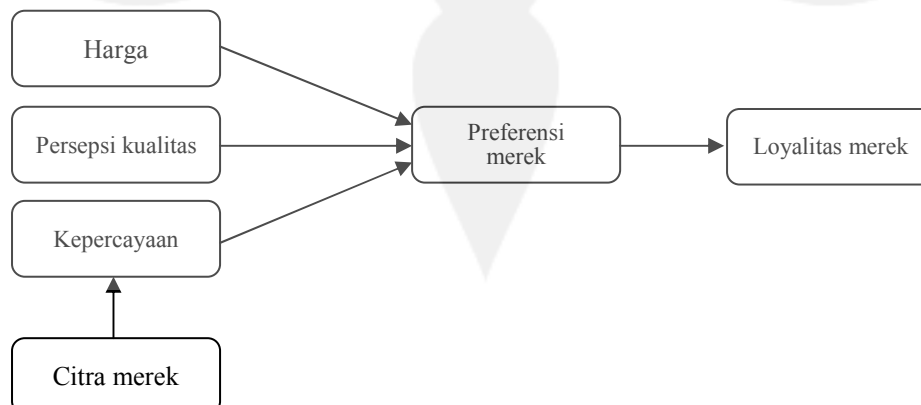 Harga
Persepsi kualitas
Preferensi
merek
Loyalitas merek
Kepercayaan
Citra merek